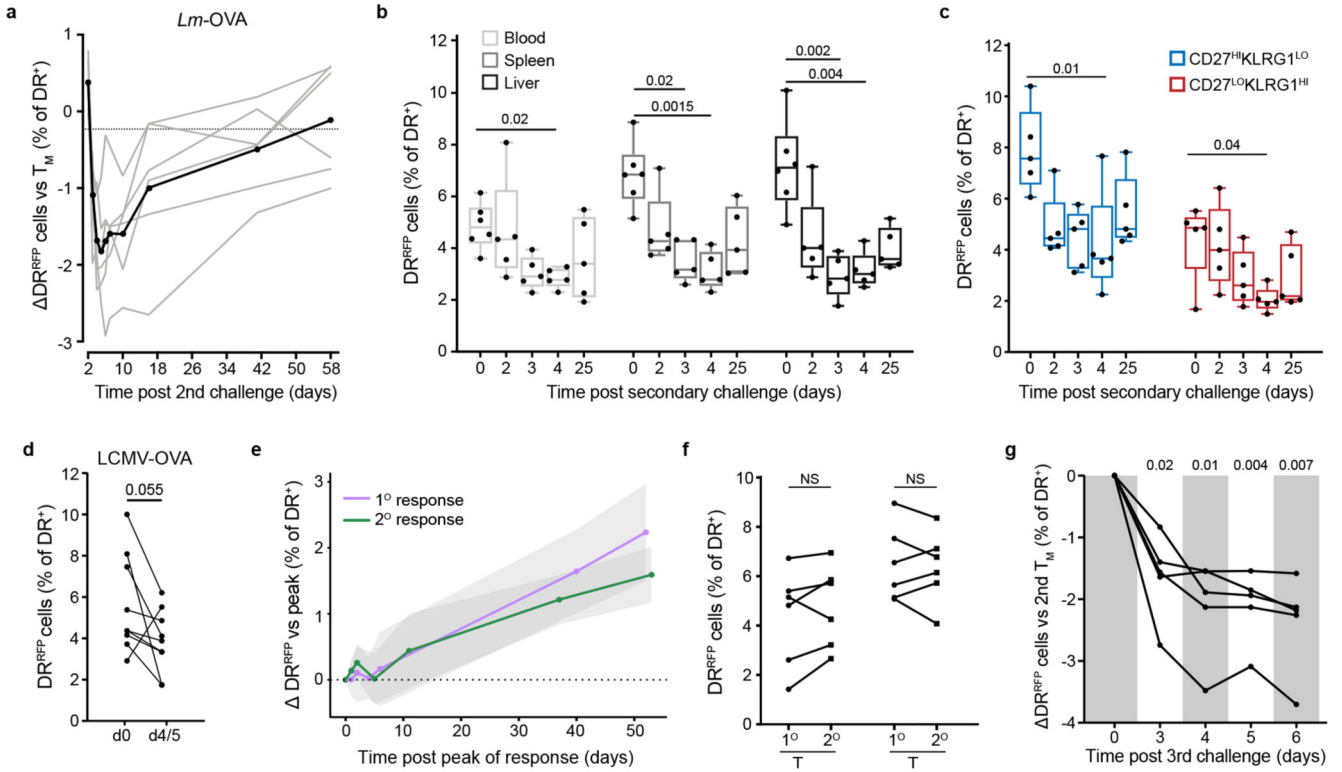 a
Lm-OVA
ΔDR^RFP cells vs T_M (% of DR⁺)
1
0
-1
-2
-3
2 10 18 26 34 42 50 58
Time post 2nd challenge (days)
b
Blood
Spleen
Liver
DR^RFP cells (% of DR⁺)
12
10
8
6
4
2
0
0.02
0.02
0.0015
0.002
0.004
0 2 3 4 25 0 2 3 4 25 0 2 3 4 25
Time post secondary challenge (days)
c
CD27^HI KLRG1^LO
CD27^LO KLRG1^HI
DR^RFP cells (% of DR⁺)
12
10
8
6
4
2
0
0.01
0.04
0 2 3 4 25 0 2 3 4 25
Time post secondary challenge (days)
d
LCMV-OVA
DR^RFP cells (% of DR⁺)
12
10
8
6
4
2
0
0.055
d0 d4/5
e
1° response
2° response
Δ DR^RFP vs peak (% of DR⁺)
3
2
1
0
0 10 20 30 40 50
Time post peak of response (days)
f
DR^RFP cells (% of DR⁺)
10
8
6
4
2
0
NS NS
1° 2° 1° 2°
T T
g
ΔDR^RFP cells vs 2nd T_M (% of DR⁺)
0.02 0.01 0.004 0.007
0
-1
-2
-3
-4
0 3 4 5 6
Time post 3rd challenge (days)